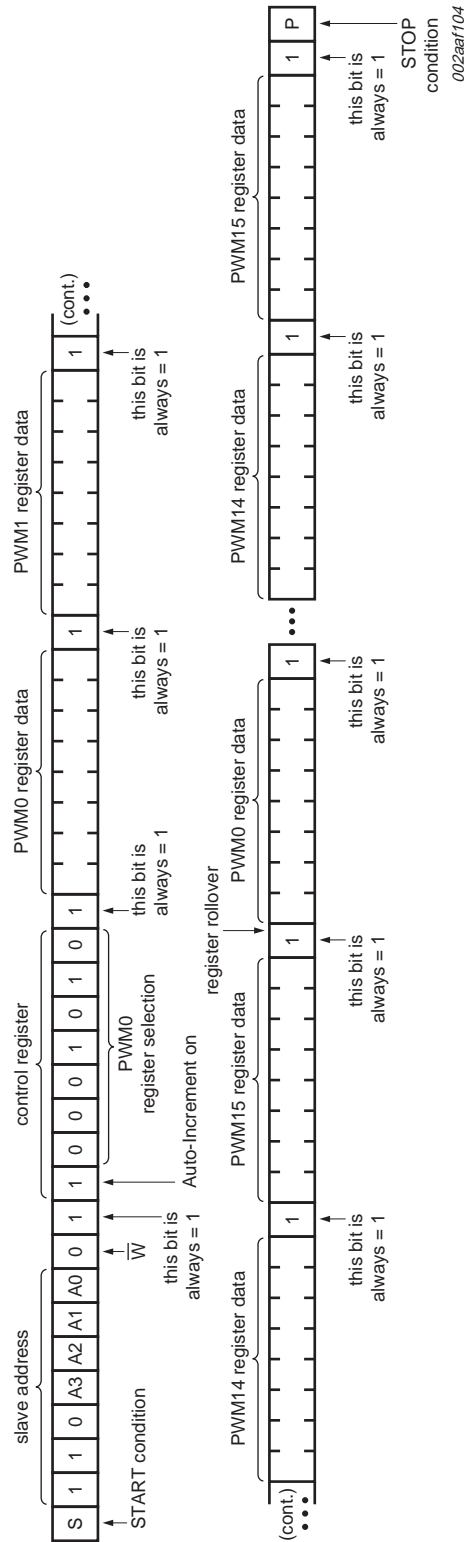 slave address
control register
PWM0 register data
PWM1 register data
S 1 1 0 A3 A2 A1 A0 0 1 1 0 0 0 1 0 1 0 1 1 1 (cont.)
START condition
W
this bit is
always = 1
Auto-Increment on
PWM0
register selection
this bit is
always = 1
this bit is
always = 1
this bit is
always = 1
register rollover
PWM14 register data
PWM15 register data
PWM0 register data
PWM14 register data
PWM15 register data
(cont.) 1 1 1 1 1 P
this bit is
always = 1
this bit is
always = 1
this bit is
always = 1
this bit is
always = 1
this bit is
always = 1
STOP
condition
002aaf104